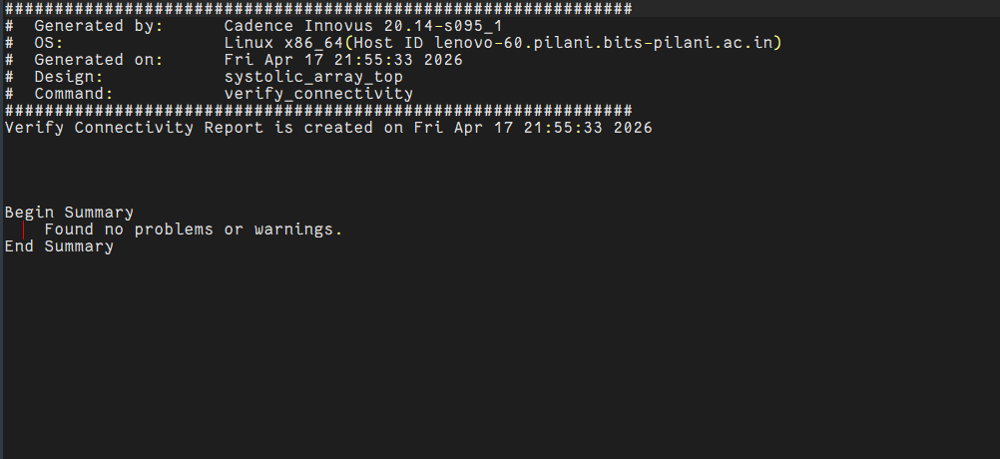 ###############################################################
#  Generated by:      Cadence Innovus 20.14-s095_1
#  OS:                Linux x86_64(Host ID lenovo-60.pilani.bits-pilani.ac.in)
#  Generated on:      Fri Apr 17 21:55:33 2026
#  Design:            systolic_array_top
#  Command:           verify_connectivity
###############################################################
Verify Connectivity Report is created on Fri Apr 17 21:55:33 2026
Begin Summary
    Found no problems or warnings.
End Summary